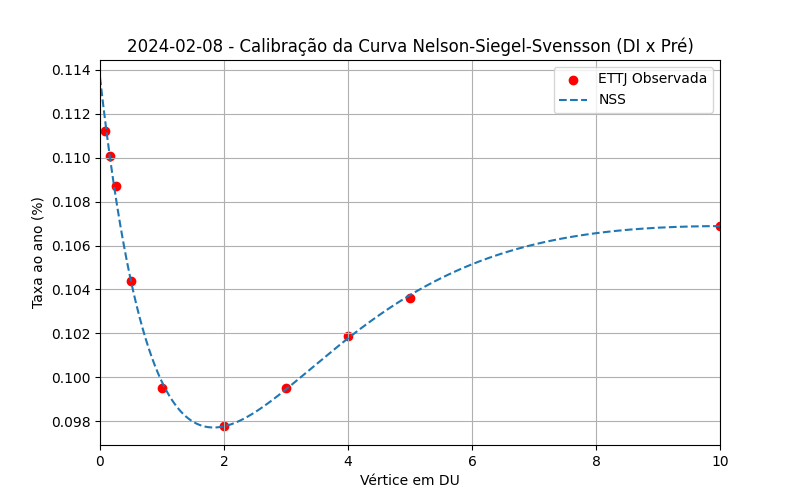 2024-02-08 - Calibração da Curva Nelson-Siegel-Svensson (DI x Pré)
ETTJ Observada
NSS
Taxa ao ano (%)
0.114
0.112
0.110
0.108
0.106
0.104
0.102
0.100
0.098
0 2 4 6 8 10
Vértice em DU